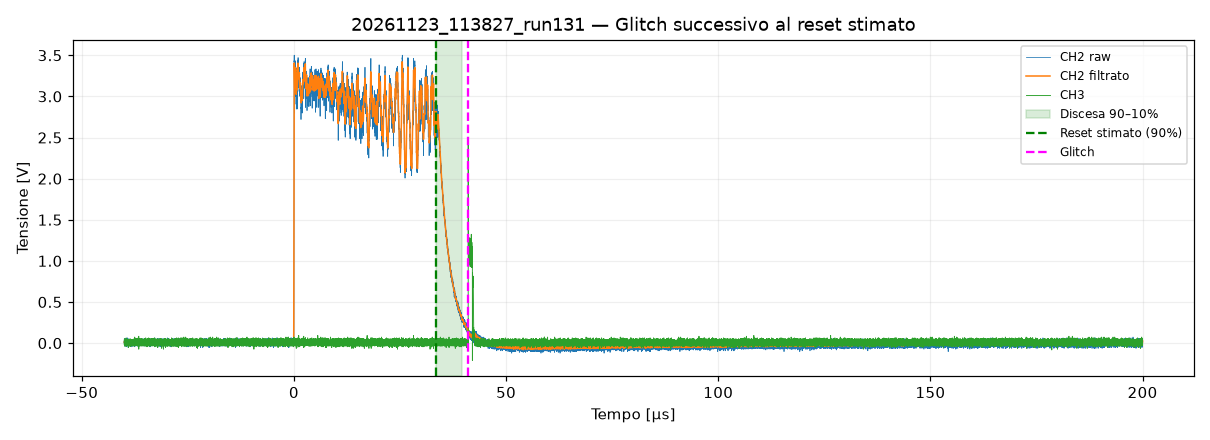 20261123_113827_run131 — Glitch successivo al reset stimato
Tensione [V]
3.5
3.0
2.5
2.0
1.5
1.0
0.5
0.0
−50
0
50
100
150
200
Tempo [µs]
CH2 raw
CH2 filtrato
CH3
Discesa 90–10%
Reset stimato (90%)
Glitch